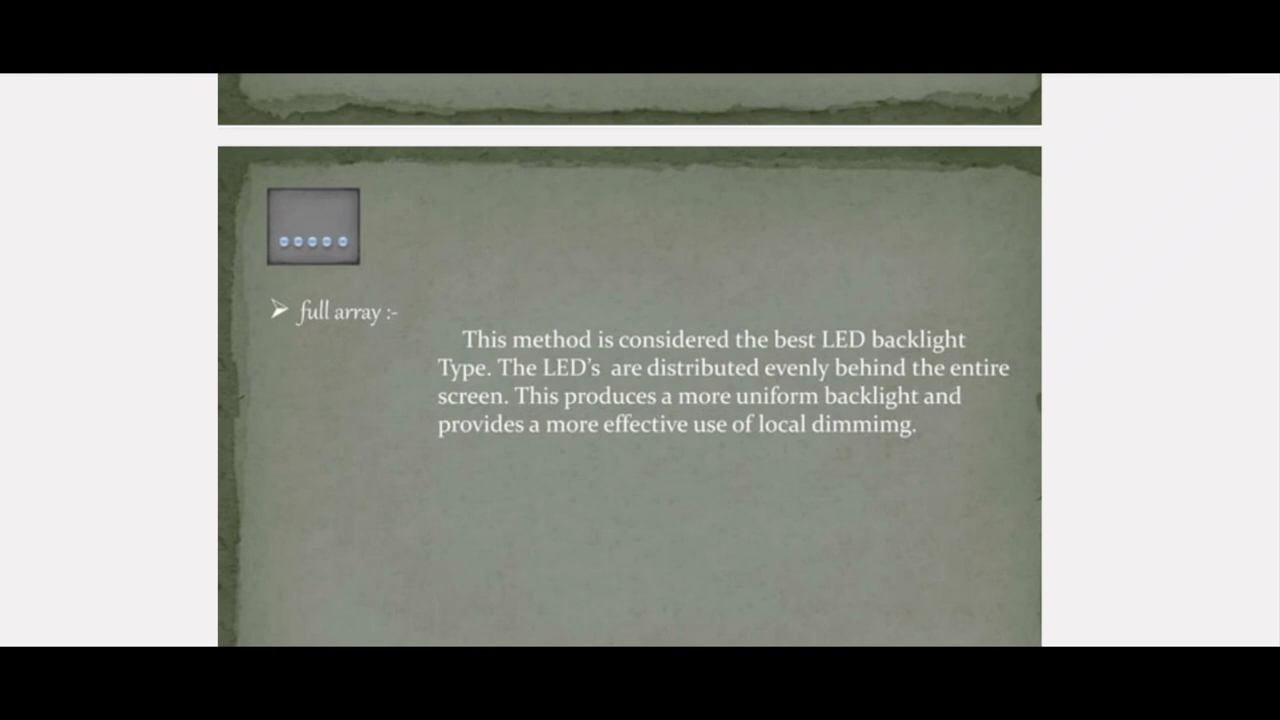 full array :-
This method is considered the best LED backlight
Type. The LED’s are distributed evenly behind the entire
screen. This produces a more uniform backlight and
provides a more effective use of local dimmimg.